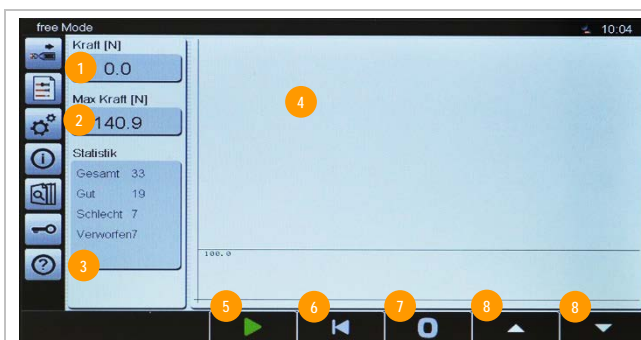 free Mode
10:04
Kraft [N]
1
0.0
Max Kraft [N]
2
140.9
Statistik
Gesamt 33
Gut 19
Schlecht 7
Verworfen7
3
4
100.0
5
6
7
0
8
8